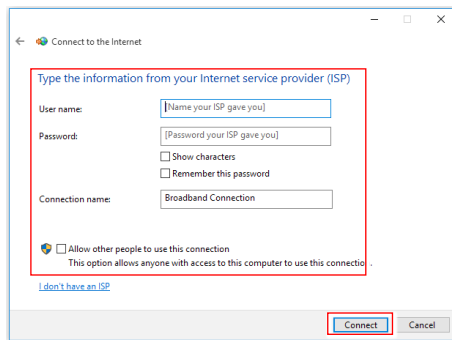 Connect to the Internet
Type the information from your Internet service provider (ISP)
User name: [Name your ISP gave you]
Password: [Password your ISP gave you]
Show characters
Remember this password
Connection name: Broadband Connection
Allow other people to use this connection
This option allows anyone with access to this computer to use this connectio .
I don't have an ISP
Connect Cancel